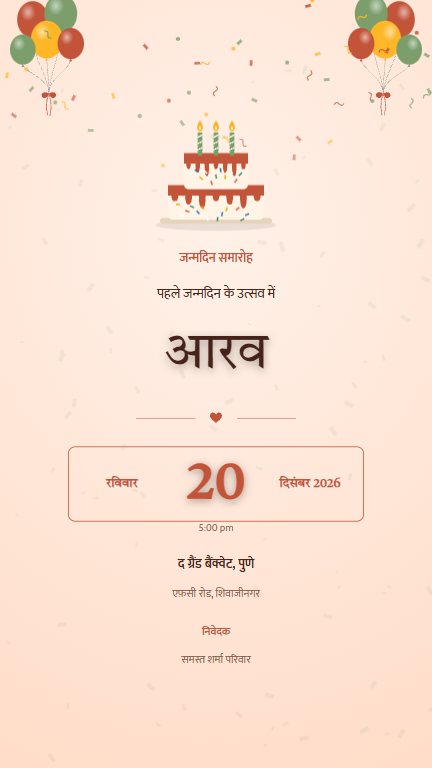 जन्मदिन समारोह
पहले जन्मदिन के उत्सव में
आरव
रविवार 20 दिसंबर 2026
5:00 pm
द ग्रैंड बैंक्वेट, पुणे
एफ़सी रोड, शिवाजीनगर
निवेदक
समस्त शर्मा परिवार